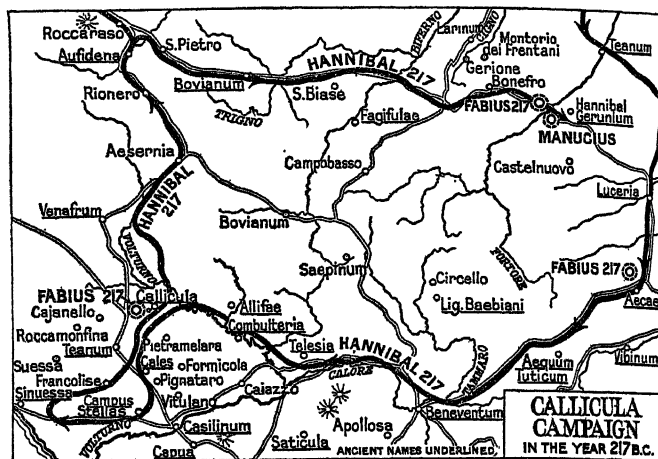 Roccaraso
Aufidena
S.Pietro
Rionero
Bovianum
HANNIBAL 217
S.Biase
TRIGNO
BIFERNO
CIGNO
Larinum
Montorio
dei Frentani
Gerione
Bonefro
Teanum
FABIUS 217
Hannibal
Gerunium
MANUCIUS
Fagifulae
Castelnuovo
Luceria
Aesernia
Campobasso
HANNIBAL
217
Venafrum
VOLTURNO
Bovianum
Saepinum
FORTORE
FABIUS 217
Circello
Lig. Baebiani
Aecae
FABIUS 217
Callicula
Cajanello
Roccamonfina
Teanum
Allifae
Combulteria
Suessa
Francolise
Sinuessa
Pietramelara
Cales
Formicola
Pignataro
Vitulano
Telesia
HANNIBAL 217
CALORE
TAMMARO
Caiazzo
Campus
Stellas
VOLTURNO
Casilinum
Capua
Saticula
Apollosa
Beneventum
Aequum
Tuticum
Vibinum
ANCIENT NAMES UNDERLINED
CALLICULA
CAMPAIGN
IN THE YEAR 217 B.C.